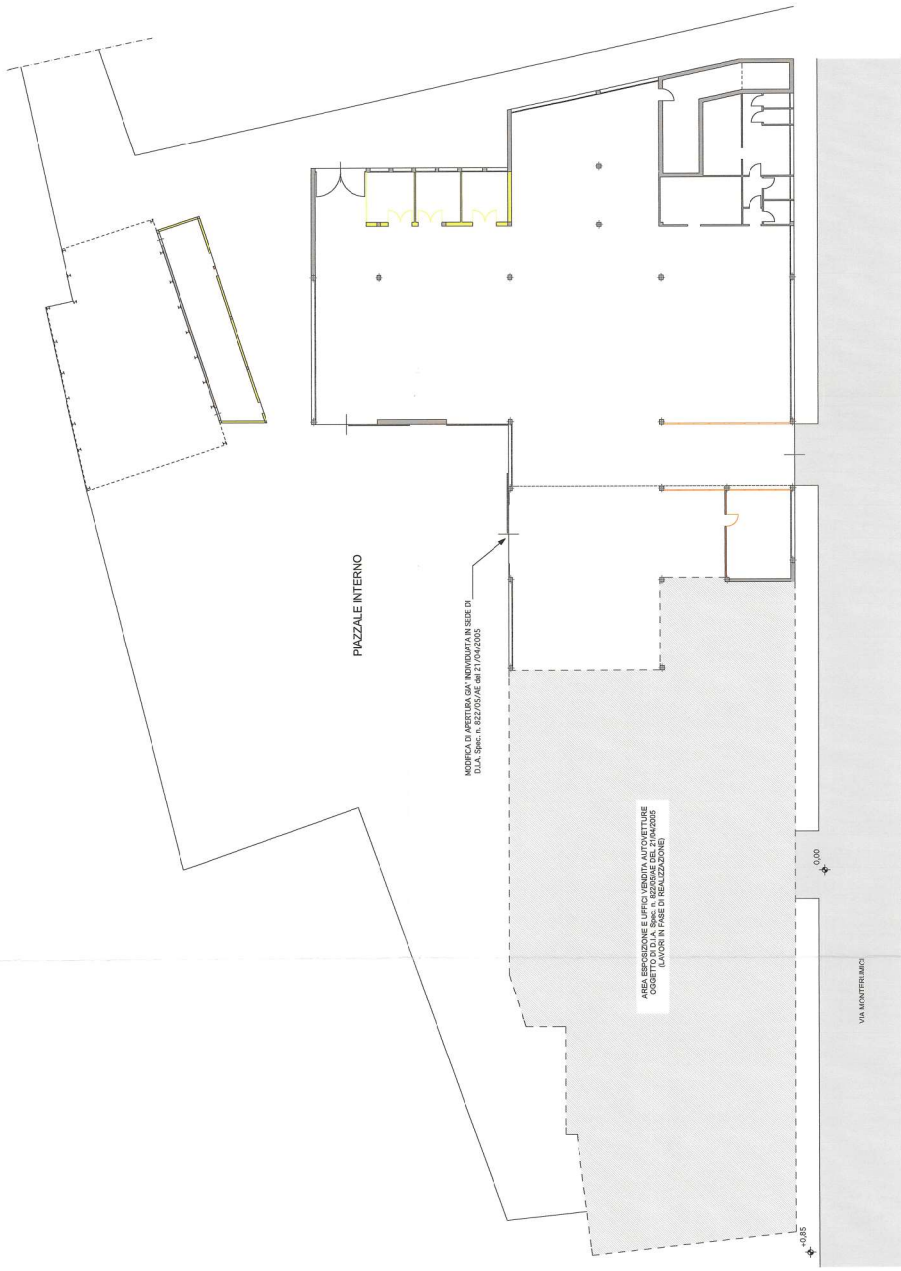 PIAZZALE INTERNO
MODIFICA DI APERTURA GIA' INDIVIDUATA IN SEDE DI
D.I.A. Spec. n. 822/05/AE del 21/04/2005
AREA ESPOSIZIONE E UFFICI VENDITA AUTOVETTURE
OGGETTO DI D.I.A. Spec. n. 822/05/AE DEL 21/04/2005
(LAVORI IN FASE DI REALIZZAZIONE)
0,00
+0,85
VIA MONTERUMICI